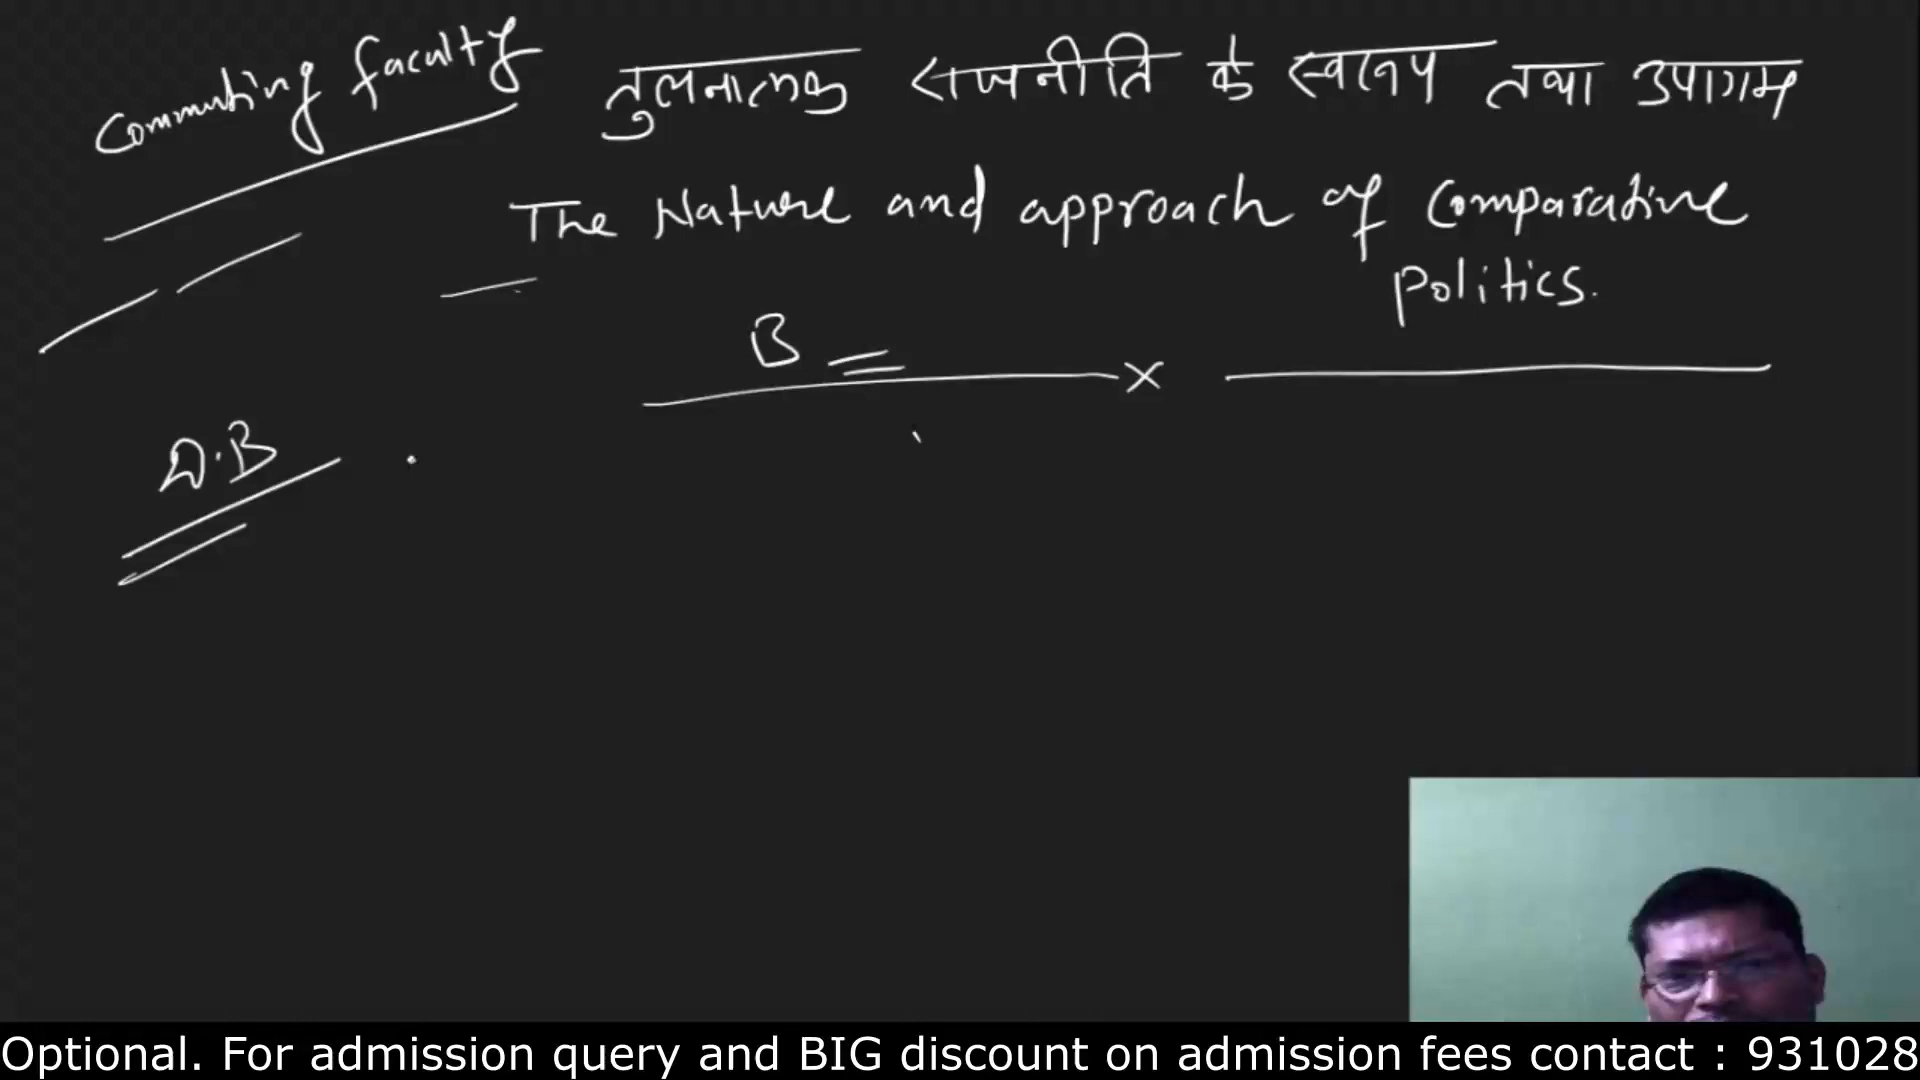 Commuting faculty
तुलनात्मक राजनीति के स्वरूप तथा उपागम
The Nature and approach of Comparative
politics.
B
×
D.B
Optional. For admission query and BIG discount on admission fees contact : 931028